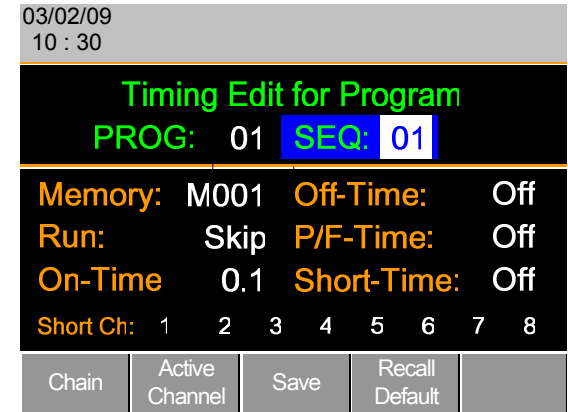 03/02/09
10 : 30
Timing Edit for Program
PROG: 01 SEQ: 01
Memory: M001 Off-Time: Off
Run: Skip P/F-Time: Off
On-Time 0.1 Short-Time: Off
Short Ch: 1 2 3 4 5 6 7 8
Chain Active Channel Save Recall Default